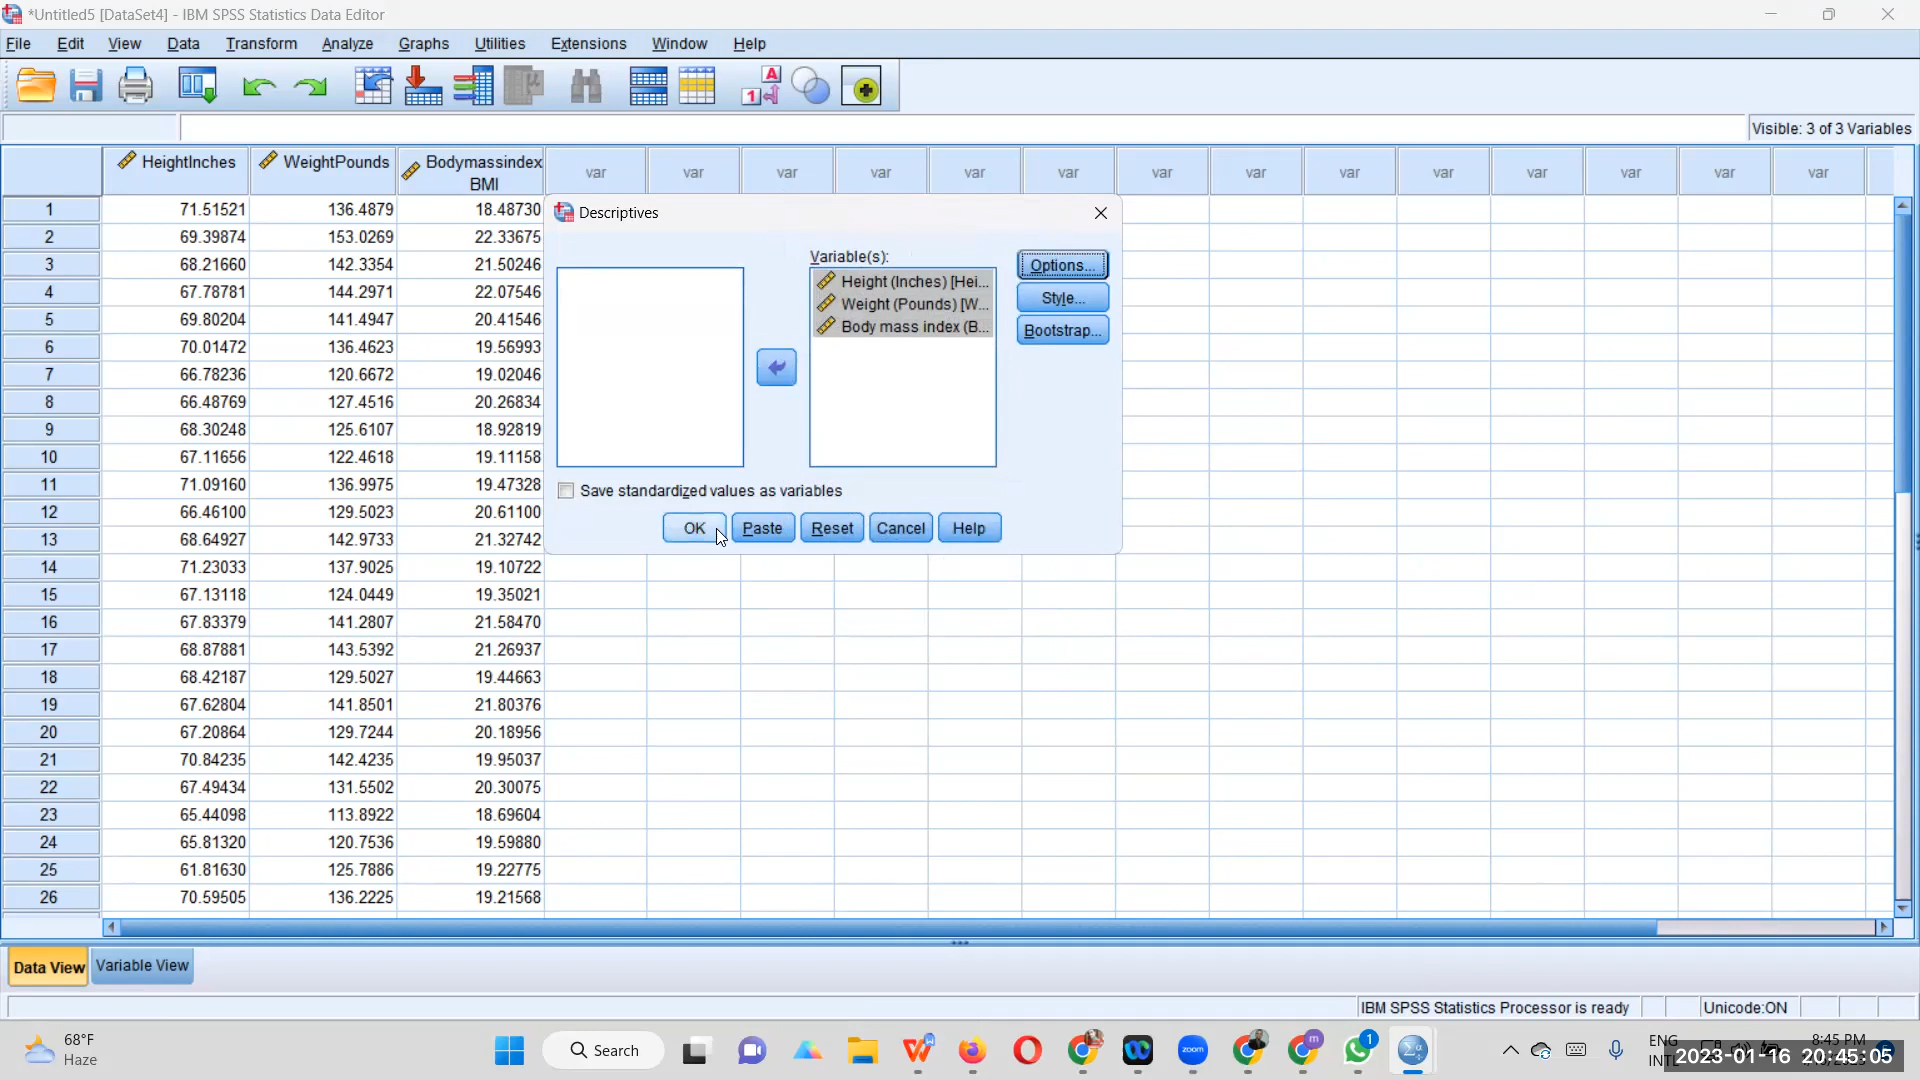 *Untitled5 [DataSet4] - IBM SPSS Statistics Data Editor
File Edit View Data Transform Analyze Graphs Utilities Extensions Window Help
Visible: 3 of 3 Variables
HeightInches WeightPounds Bodymassindex var var var var var var var var var var var var var var
BMI
1 71.51521 136.4879 18.48730
2 69.39874 153.0269 22.33675
3 68.21660 142.3354 21.50246
4 67.78781 144.2971 22.07546
5 69.80204 141.4947 20.41546
6 70.01472 136.4623 19.56993
7 66.78236 120.6672 19.02046
8 66.48769 127.4516 20.26834
9 68.30248 125.6107 18.92819
10 67.11656 122.4618 19.11158
11 71.09160 136.9975 19.47328
12 66.46100 129.5023 20.61100
13 68.64927 142.9733 21.32742
14 71.23033 137.9025 19.10722
15 67.13118 124.0449 19.35021
16 67.83379 141.2807 21.58470
17 68.87881 143.5392 21.26937
18 68.42187 129.5027 19.44663
19 67.62804 141.8501 21.80376
20 67.20864 129.7244 20.18956
21 70.84235 142.4235 19.95037
22 67.49434 131.5502 20.30075
23 65.44098 113.8922 18.69604
24 65.81320 120.7536 19.59880
25 61.81630 125.7886 19.22775
26 70.59505 136.2225 19.21568
Descriptives
Variable(s):
Height (Inches) [Hei...
Weight (Pounds) [W...
Body mass index (B...
Options...
Style...
Bootstrap...
Save standardized values as variables
OK Paste Reset Cancel Help
Data View Variable View
IBM SPSS Statistics Processor is ready Unicode:ON
68°F
Haze
Search
zoom
m
1
ENG
INTL
8:45 PM
2023-01-16 20:45:05